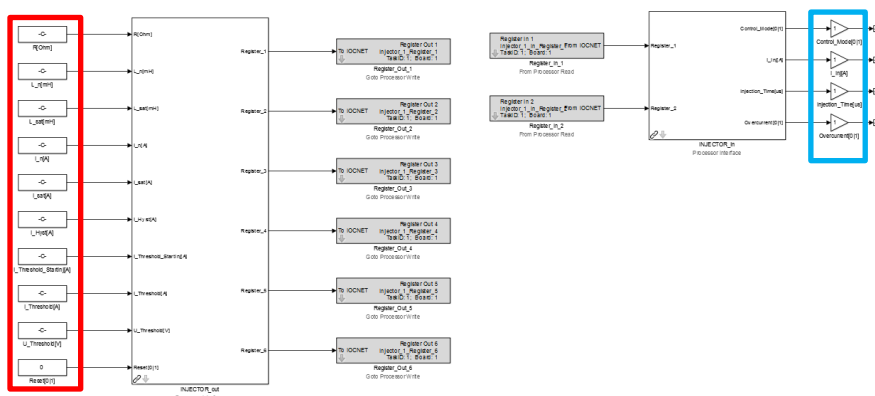 -C-
R[Ohm]
-C-
L_n[mH]
-C-
L_sat[mH]
-C-
I_n[A]
-C-
I_sat[A]
-C-
I_Hyst[A]
-C-
I_Threshold_Starting[A]
-C-
I_Threshold[A]
-C-
U_Threshold[V]
0
Reset[0|1]
R[Ohm]
L_n[mH]
L_sat[mH]
I_n[A]
I_sat[A]
I_Hyst[A]
I_Threshold_Starting[A]
I_Threshold[A]
U_Threshold[V]
Reset[0|1]
Register_1
Register_2
Register_3
Register_4
Register_5
Register_6
INJECTOR_out
To IOCNET
Register Out 1
Injector_1_Register_1
TaskID: 1; Board: 1
Register_Out_1
Goto Processor Write
To IOCNET
Register Out 2
Injector_1_Register_2
TaskID: 1; Board: 1
Register_Out_2
Goto Processor Write
To IOCNET
Register Out 3
Injector_1_Register_3
TaskID: 1; Board: 1
Register_Out_3
Goto Processor Write
To IOCNET
Register Out 4
Injector_1_Register_4
TaskID: 1; Board: 1
Register_Out_4
Goto Processor Write
To IOCNET
Register Out 5
Injector_1_Register_5
TaskID: 1; Board: 1
Register_Out_5
Goto Processor Write
To IOCNET
Register Out 6
Injector_1_Register_6
TaskID: 1; Board: 1
Register_Out_6
Goto Processor Write
Register In 1
Injector_1_In_Register_1
From IOCNET
TaskID: 1; Board: 1
Register_In_1
From Processor Read
Register In 2
Injector_1_In_Register_2
From IOCNET
TaskID: 1; Board: 1
Register_In_2
From Processor Read
Register_1
Register_2
Control_Mode[0|1]
I_In[A]
Injection_Time[us]
Overcurrent[0|1]
INJECTOR_In
Processor Interface
1
Control_Mode[0|1]
1
I_In[A]
1
Injection_Time[us]
1
Overcurrent[0|1]